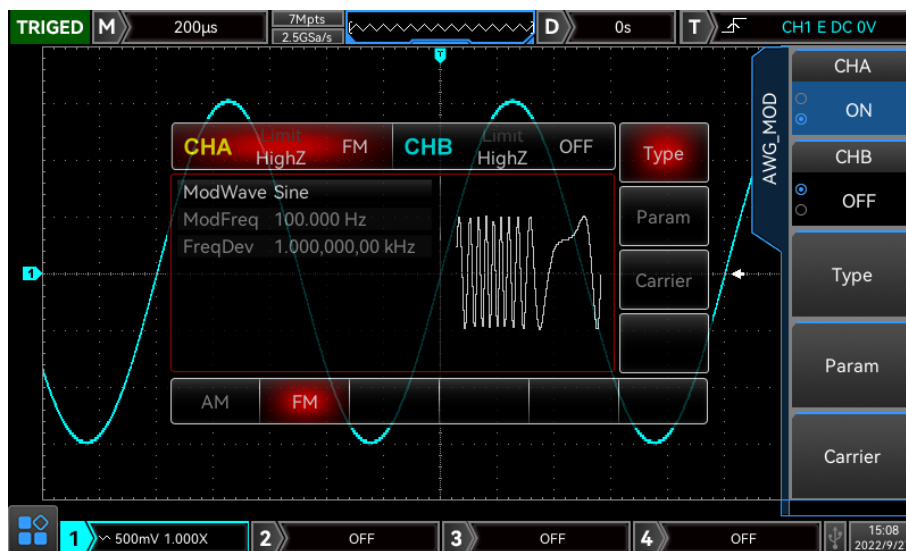 TRIGED M 200μs 7Mpts D 0s T CH1 E DC 0V
2.5GSa/s
T
CHA
ON
CHB
OFF
AWG_MOD
Type
Param
Carrier
CHA Limit HighZ FM CHB Limit HighZ OFF
ModWave Sine
ModFreq 100.000 Hz
FreqDev 1.000,000,00 kHz
Type
Param
Carrier
AM FM
1
1 500mV 1.000X 2 OFF 3 OFF 4 OFF 15:08
2022/9/2